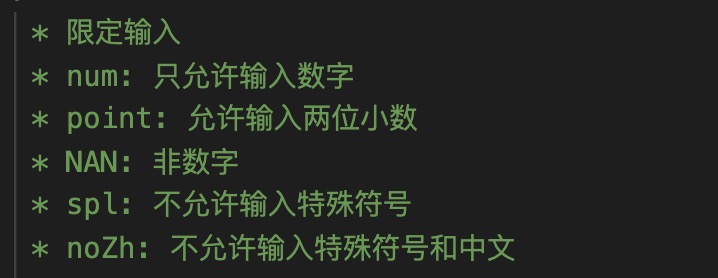 * 限定输入
* num: 只允许输入数字
* point: 允许输入两位小数
* NAN: 非数字
* spl: 不允许输入特殊符号
* noZh: 不允许输入特殊符号和中文